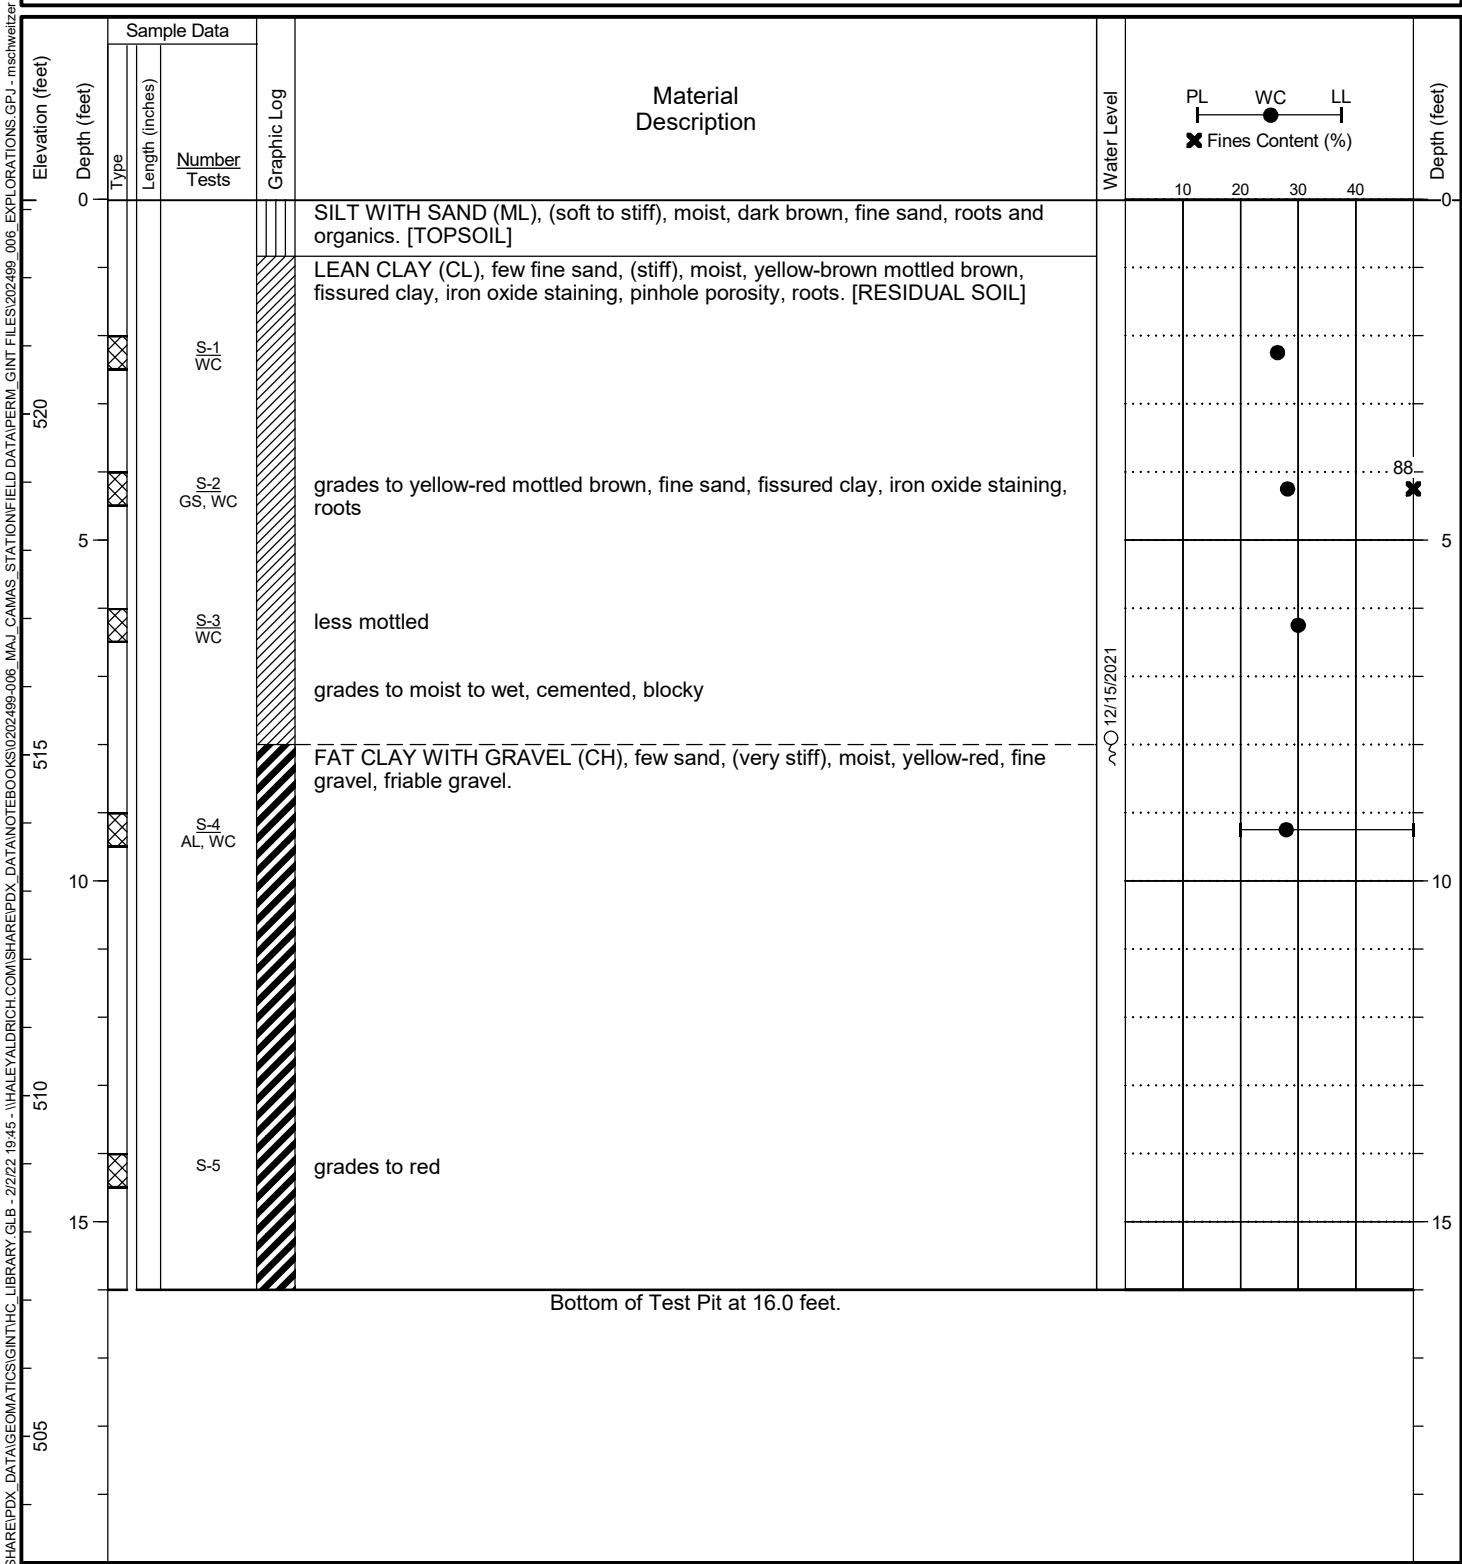 SHARE\PDX_DATA\GEOMATICS\GINT\HC_LIBRARY.GLB - 2/2/22 19:45 - \\HALEYALDRICH.COM\SHARE\PDX_DATA\NOTEBOOKS\0202499-006_MAJ_CAMAS_STATION\FIELD DATA\PERM_GINT FILES\202499_006_EXPLORATIONS.GPJ - mschweitzer
Elevation (feet)
Depth (feet)
Sample Data
Type
Length (inches)
Number
Tests
Graphic Log
Material
Description
Water Level
PL WC LL
Fines Content (%)
10 20 30 40
Depth (feet)
0
0
SILT WITH SAND (ML), (soft to stiff), moist, dark brown, fine sand, roots and
organics. [TOPSOIL]
LEAN CLAY (CL), few fine sand, (stiff), moist, yellow-brown mottled brown,
fissured clay, iron oxide staining, pinhole porosity, roots. [RESIDUAL SOIL]
S-1
WC
520
88
S-2
GS, WC
grades to yellow-red mottled brown, fine sand, fissured clay, iron oxide staining,
roots
5
5
S-3
WC
less mottled
grades to moist to wet, cemented, blocky
12/15/2021
515
FAT CLAY WITH GRAVEL (CH), few sand, (very stiff), moist, yellow-red, fine
gravel, friable gravel.
S-4
AL, WC
10
10
510
S-5
grades to red
15
15
Bottom of Test Pit at 16.0 feet.
505